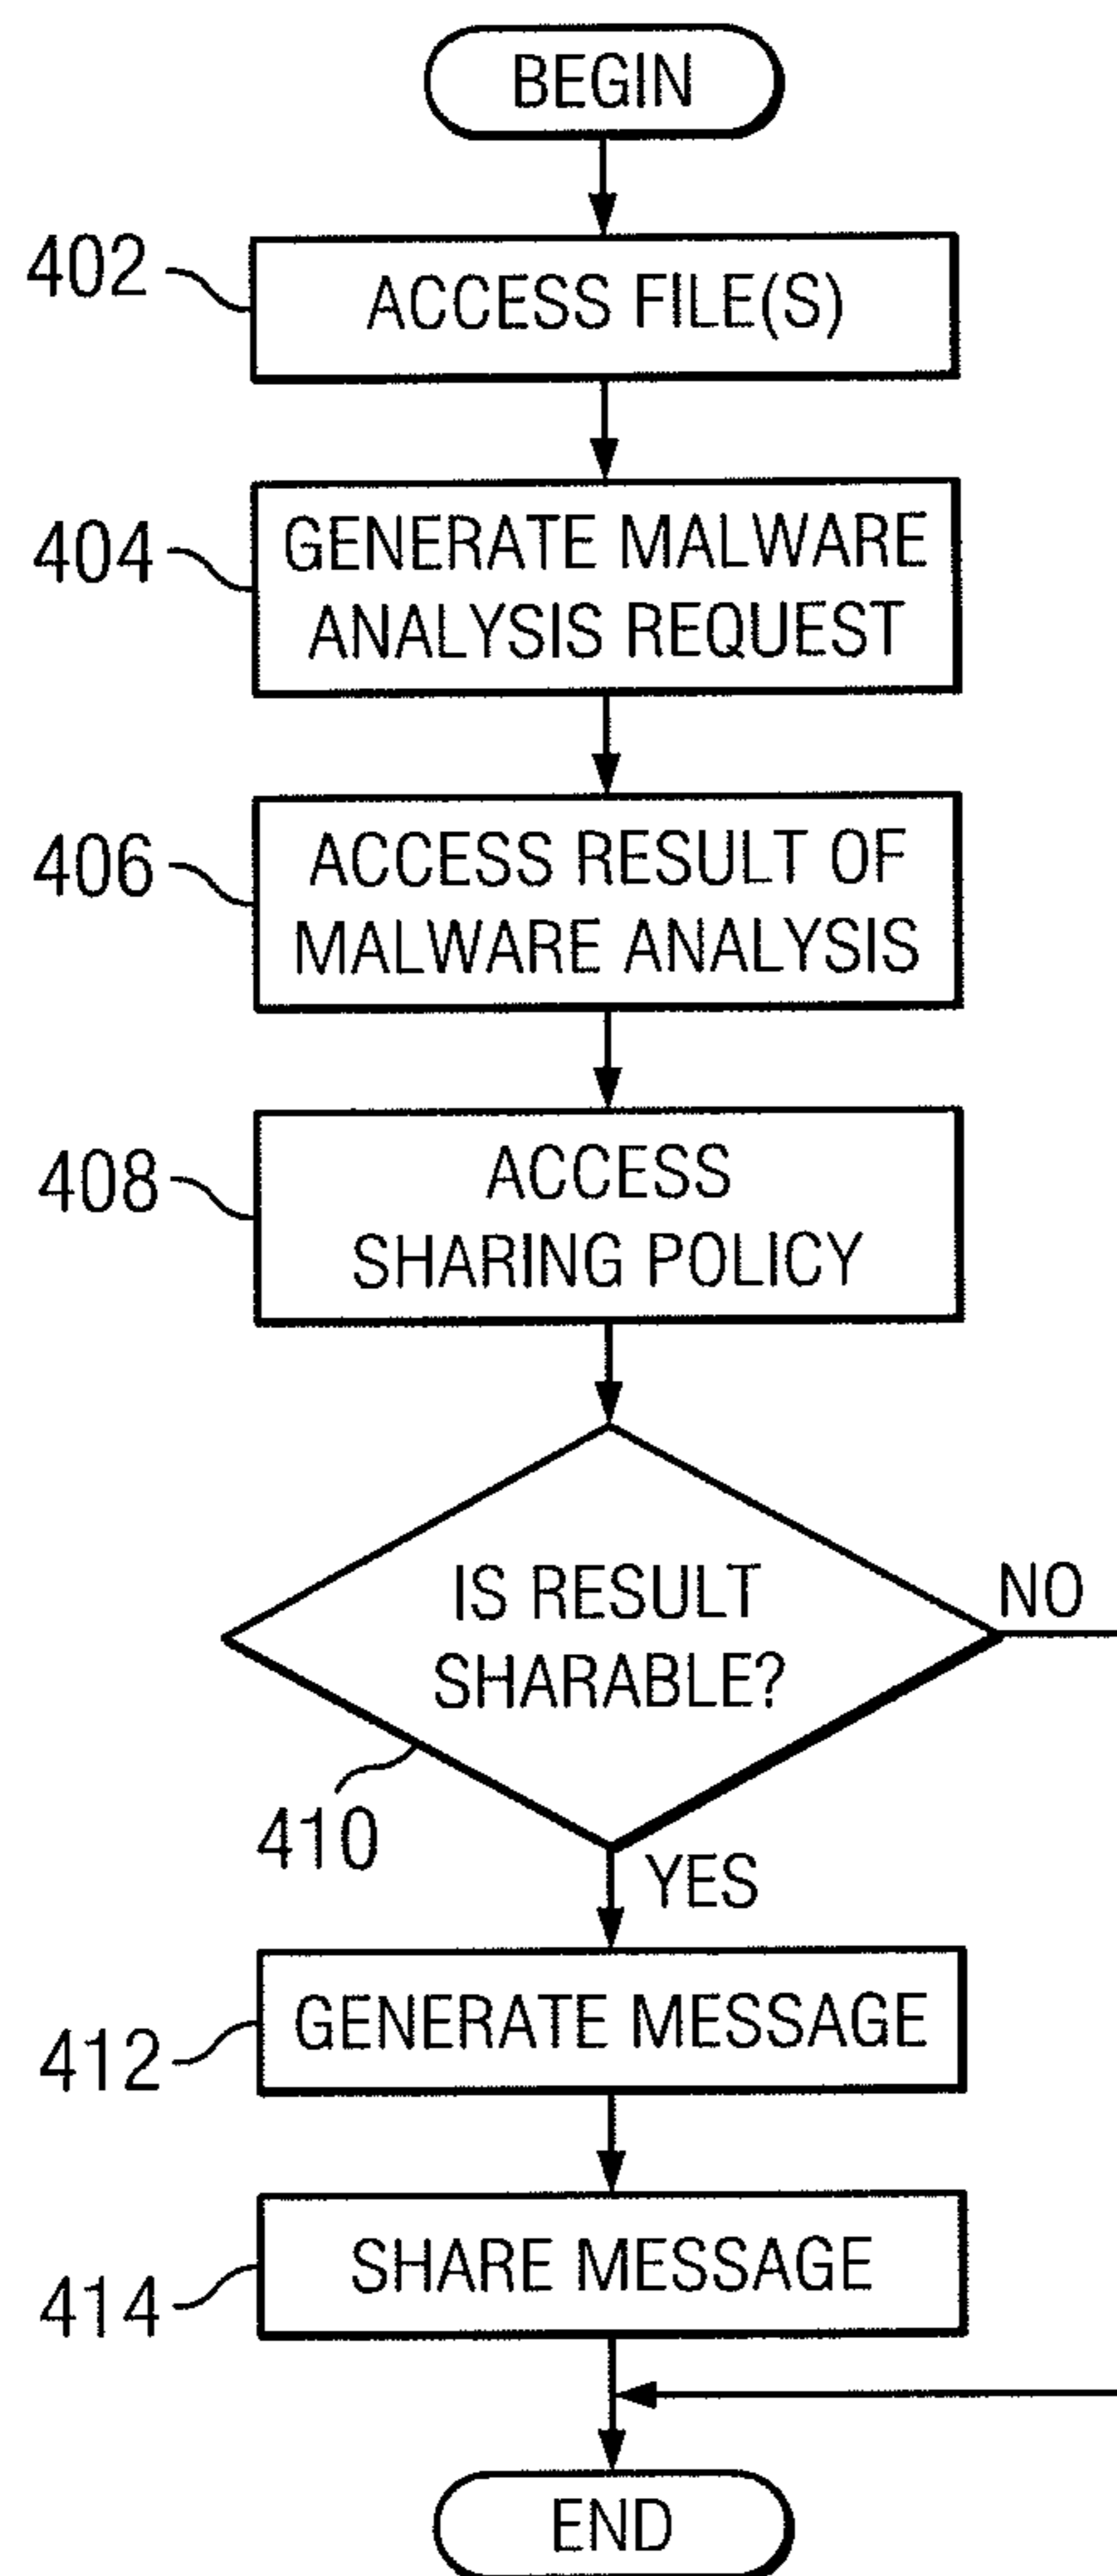 BEGIN
402
ACCESS FILE(S)
404
GENERATE MALWARE
ANALYSIS REQUEST
406
ACCESS RESULT OF
MALWARE ANALYSIS
408
ACCESS
SHARING POLICY
IS RESULT
SHARABLE?
NO
410
YES
412
GENERATE MESSAGE
414
SHARE MESSAGE
END